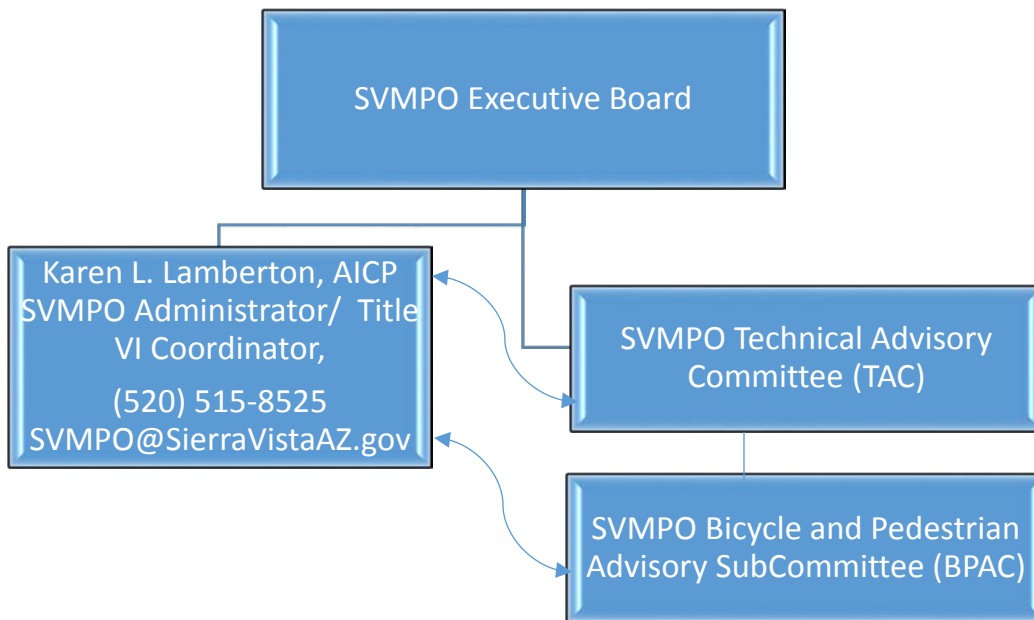 SVMPO Executive Board
Karen L. Lamberton, AICP
SVMPO Administrator/ Title
VI Coordinator,
(520) 515-8525
SVMPO@SierraVistaAZ.gov
SVMPO Technical Advisory
Committee (TAC)
SVMPO Bicycle and Pedestrian
Advisory SubCommittee (BPAC)